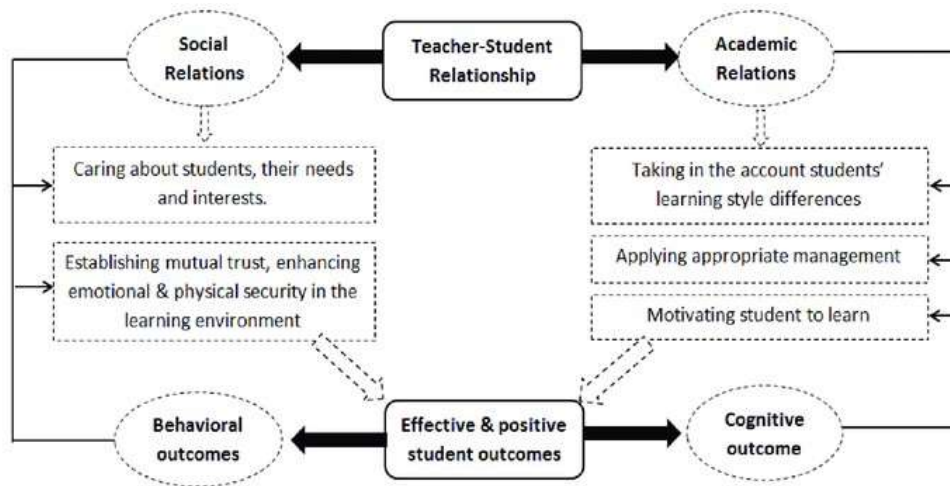 Social
Relations
Teacher-Student
Relationship
Academic
Relations
Caring about students, their needs
and interests.
Taking in the account students'
learning style differences
Establishing mutual trust, enhancing
emotional & physical security in the
learning environment
Applying appropriate management
Motivating student to learn
Behavioral
outcomes
Effective & positive
student outcomes
Cognitive
outcome